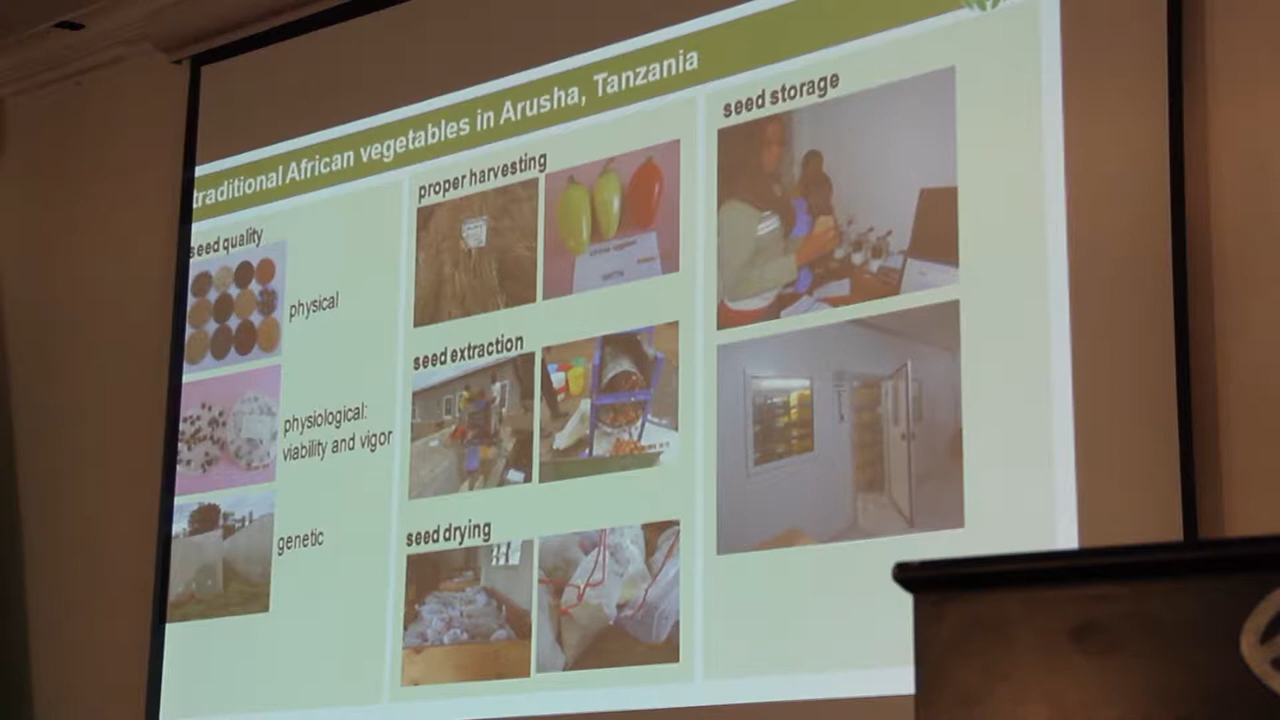 traditional African vegetables in Arusha, Tanzania
seed quality
physical
physiological:
viability and vigor
genetic
proper harvesting
seed extraction
seed drying
seed storage